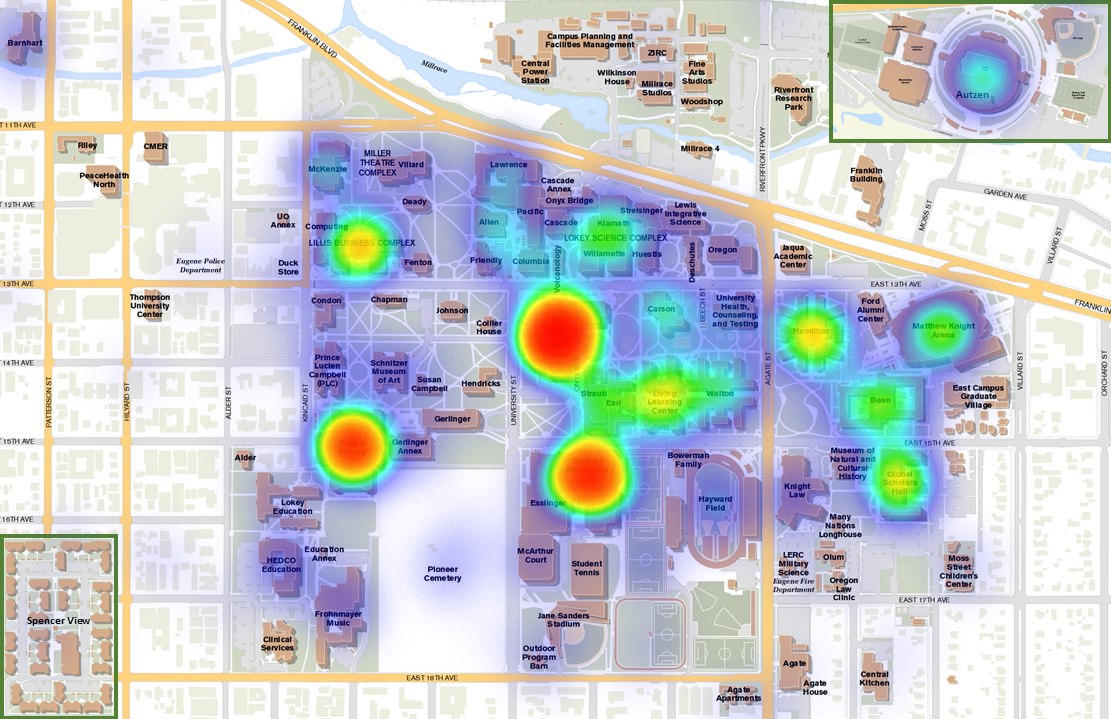 Barnhart
FRANKLIN BLVD
Millrace
Campus Planning and
Facilities Management
ZIRC
Central
Power
Station
Wilkinson
House
Millrace
Studios
Fine
Arts
Studios
Woodshop
Riverfront
Research
Park
Autzen
T 11TH AVE
Riley
CMER
PeaceHealth
North
Millrace 4
RIVERFRONT PKWY
Franklin
Building
MOSS ST
GARDEN AVE
VILLARD ST
McKenzie
MILLER
THEATRE
COMPLEX
Villard
Lawrence
Cascade
Annex
Onyx Bridge
Deady
Pacific
Streisinger
Lewis
Integrative
Science
T 12TH AVE
UO
Annex
Computing
Allen
Cascade
Klamath
LILLIS BUSINESS COMPLEX
LOKEY SCIENCE COMPLEX
Duck
Store
Eugene Police
Department
Fenton
Friendly
Columbia
Volcanology
Willamette
Huestis
Deschutes
Oregon
Jaqua
Academic
Center
T 13TH AVE
EAST 13TH AVE
FRANKLIN
Thompson
University
Center
Condon
Chapman
Johnson
Collier
House
Carson
BEECH ST
University
Health,
Counseling,
and Testing
Hamilton
Ford
Alumni
Center
Matthew Knight
Arena
T 14TH AVE
Prince
Lucien
Campbell
(PLC)
Schnitzer
Museum
of Art
Susan
Campbell
Hendricks
Straub
Earl
Living
Learning
Center
Walton
AGATE ST
Bean
East Campus
Graduate
Village
VILLARD ST
ORCHARD ST
PATTERSON ST
HILYARD ST
ALDER ST
KINCAID ST
UNIVERSITY ST
Gerlinger
Gerlinger
Annex
T 15TH AVE
EAST 15TH AVE
Alder
Bowerman
Family
Museum of
Natural and
Cultural
History
Global
Scholars
Hall
Knight
Law
Lokey
Education
Esslinger
Hayward
Field
Many
Nations
Longhouse
T 16TH AVE
HEDCO
Education
Education
Annex
Pioneer
Cemetery
McArthur
Court
Student
Tennis
LERC
Military
Science
Eugene Fire
Department
Olum
Oregon
Law
Clinic
Moss
Street
Children's
Center
EAST 17TH AVE
Spencer View
Frohnmayer
Music
Clinical
Services
Jane Sanders
Stadium
Outdoor
Program
Barn
Agate
Agate
House
Central
Kitchen
EAST 18TH AVE
Agate
Apartments